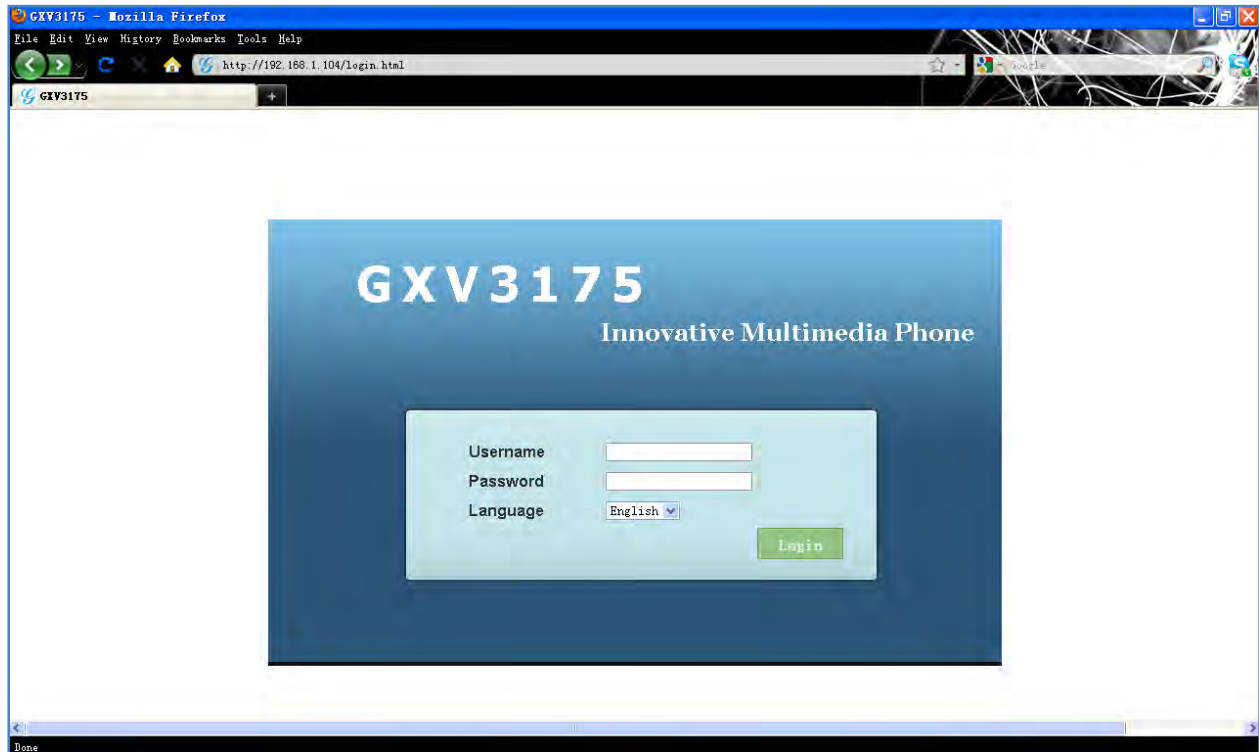 GXV3175 - Mozilla Firefox
File Edit View History Bookmarks Tools Help
http://192.168.1.104/login.html
Google
GXV3175
GXV3175
Innovative Multimedia Phone
Username
Password
Language English
Login
Done